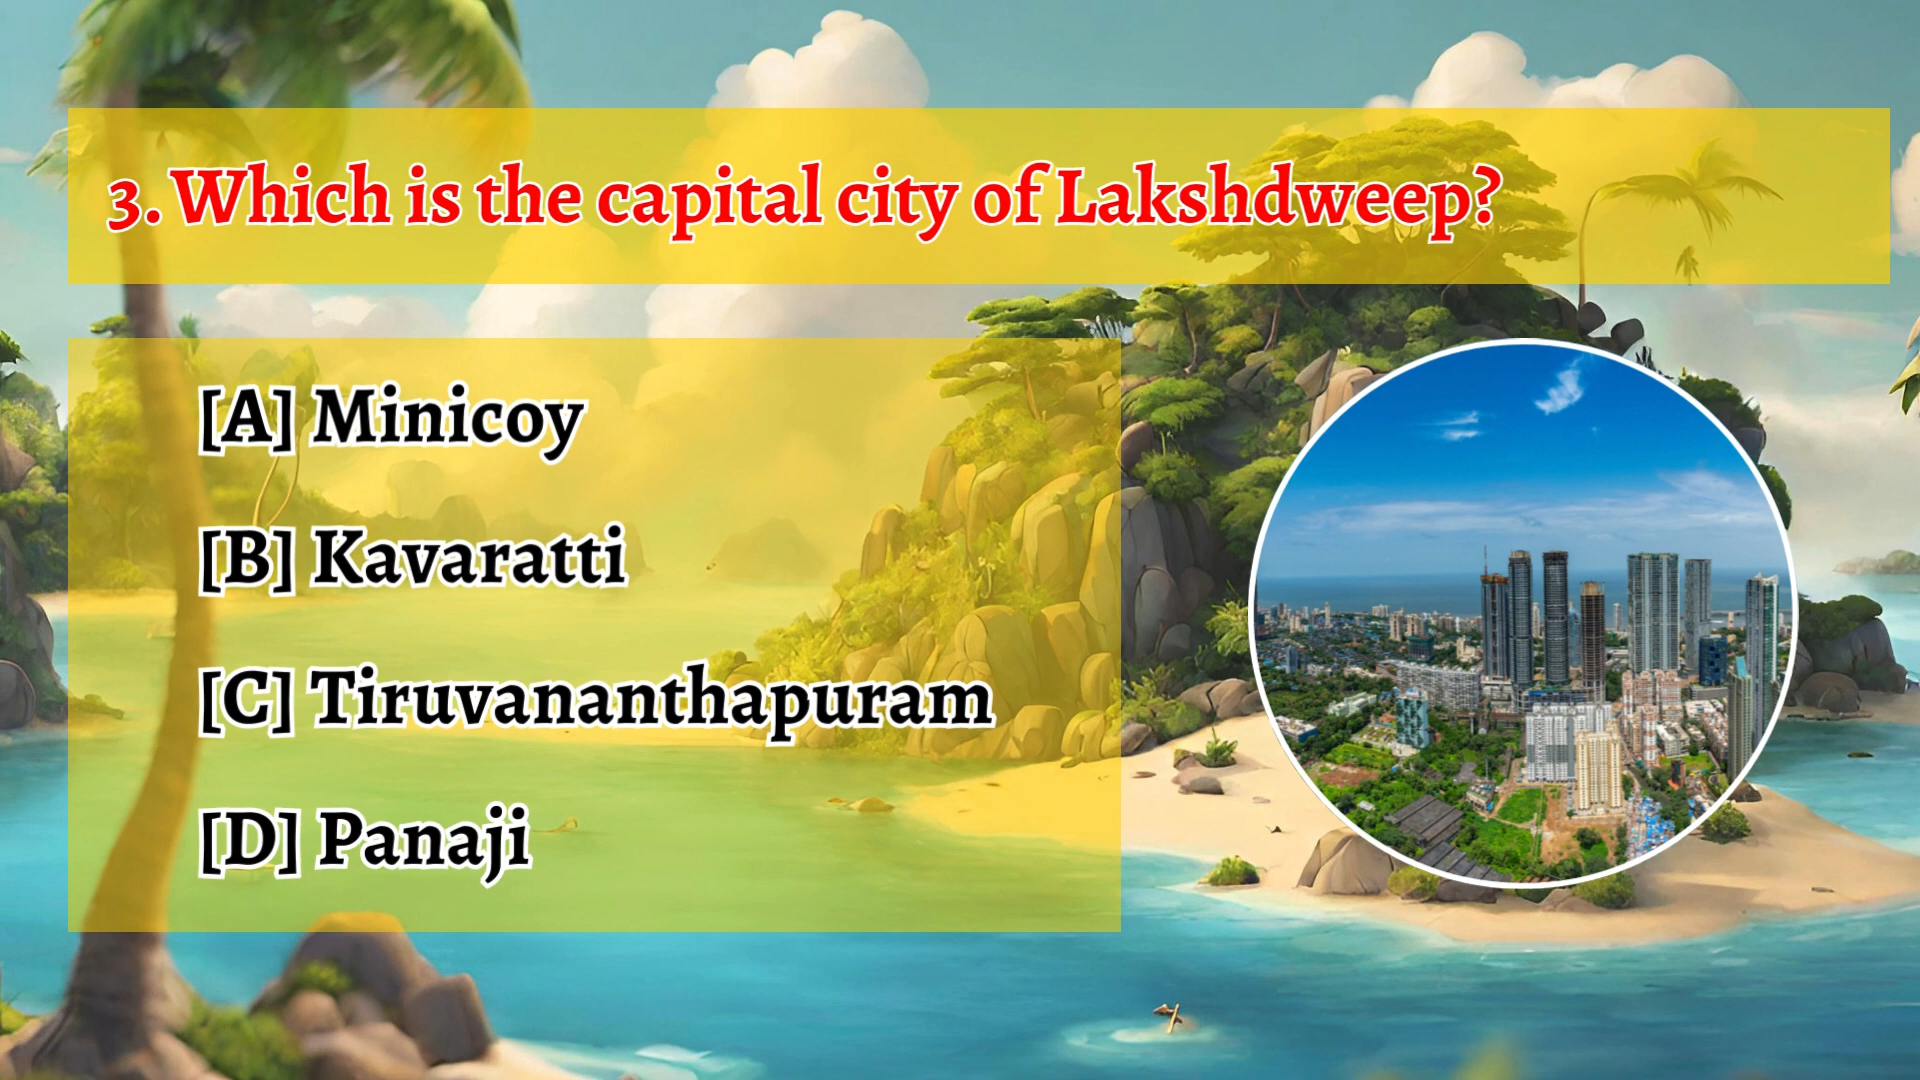 3. Which is the capital city of Lakshdweep?
[A] Minicoy
[B] Kavaratti
[C] Tiruvananthapuram
[D] Panaji